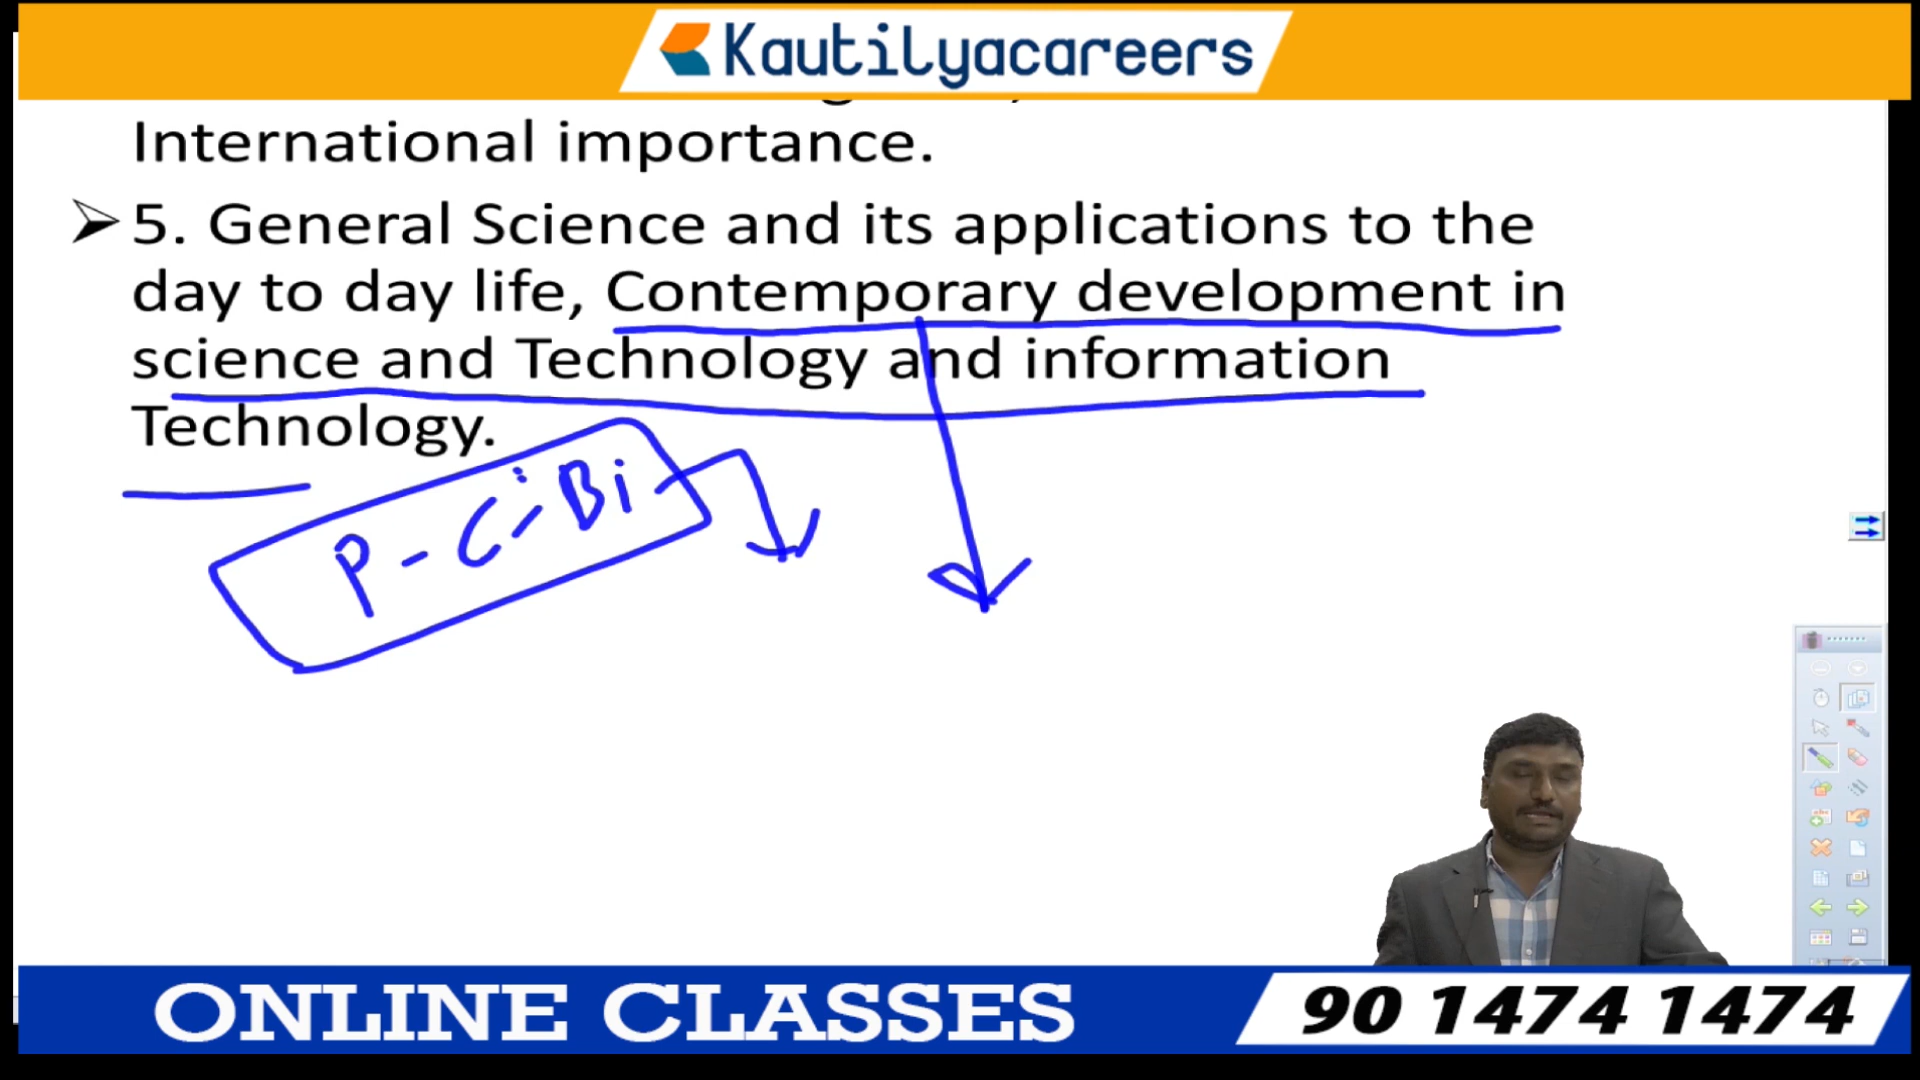 Kautilyacareers
International importance.
5. General Science and its applications to the
day to day life, Contemporary development in
science and Technology and information
Technology.
P - C - Bi
ONLINE CLASSES
90 1474 1474